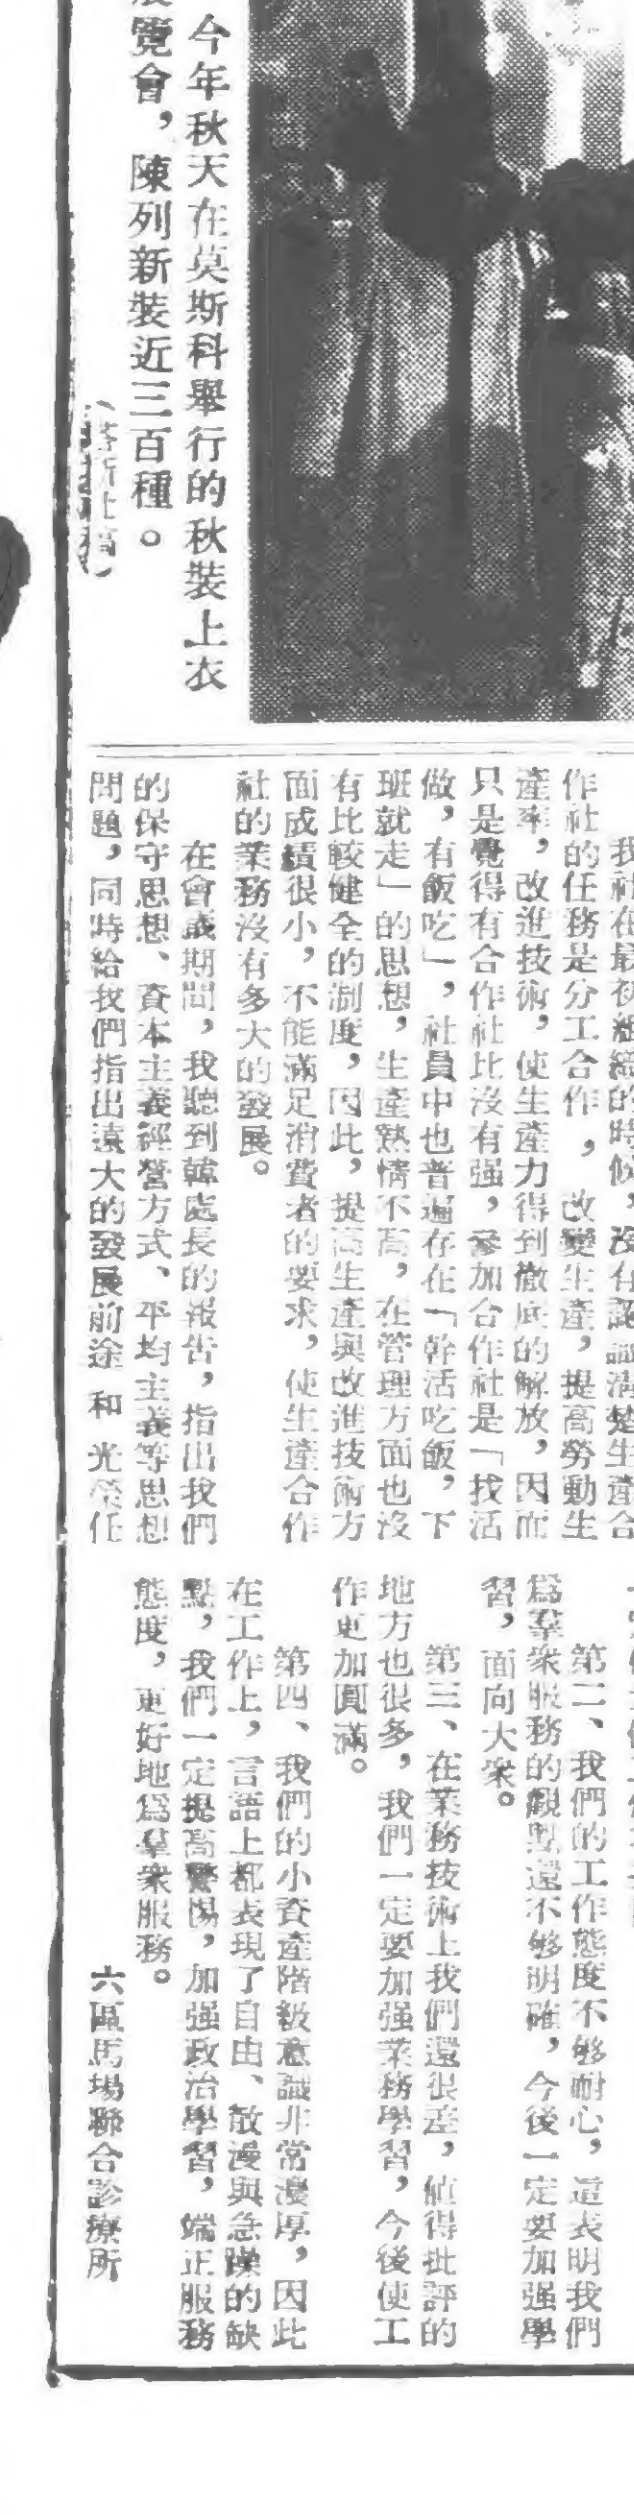 今年秋天在莫斯科舉行的秋裝上衣
展覽會，陳列新裝近三百種。
（塔斯社稿）
我社在最初組織的時候，沒有認識清楚生產合
作社的任務是分工合作，改變生產，提高勞動生
產率，改進技術，使生產力得到徹底的解放，因而
只是覺得有合作社比沒有强，參加合作社是「找活
做，有飯吃」，社員中也普遍存在「幹活吃飯，下
班就走」的思想，生產熱情不高，在管理方面也沒
有比較健全的制度，因此，提高生產與改進技術方
面成績很小，不能滿足消費者的要求，使生產合作
社的業務沒有多大的發展。
在會議期間，我聽到韓處長的報告，指出我們
的保守思想、資本主義經營方式、平均主義等思想
問題，同時給我們指出遠大的發展前途和光榮任
第二、我們的工作態度不够耐心，這表明我們
爲羣衆服務的觀點還不够明確，今後一定要加强學
習，面向大衆。
第三、在業務技術上我們還很差，値得批評的
地方也很多，我們一定要加强業務學習，今後使工
作更加圓滿。
第四、我們的小資產階級意識非常濃厚，因此
在工作上，言語上都表現了自由、散漫與急躁的缺
點，我們一定提高警惕，加强政治學習，端正服務
態度，更好地爲羣衆服務。
六區馬場聯合診療所